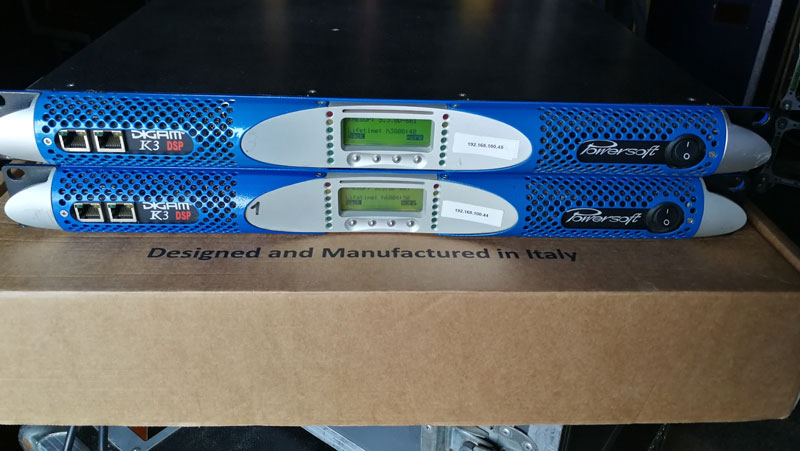 DIGAM
K3 DSP
Lifetime:
192.168.100.45
Powersoft
DIGAM
K3 DSP
1
192.168.100.44
Powersoft
Designed and Manufactured in Italy